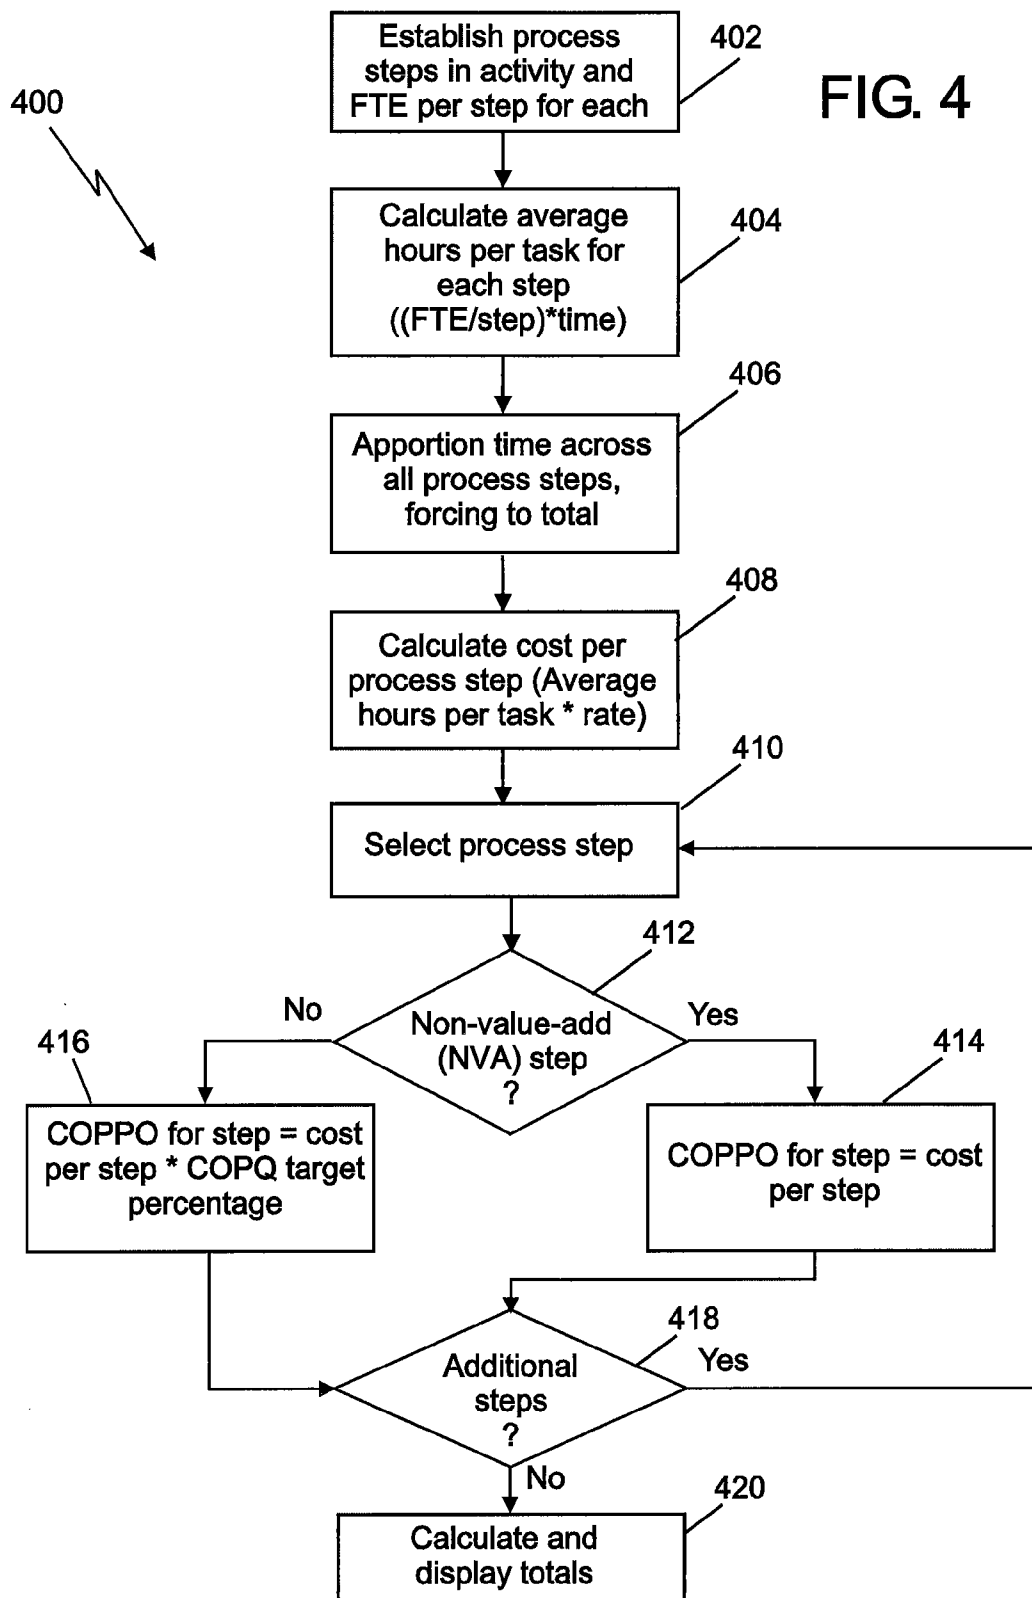 FIG. 4
400
Establish process
steps in activity and
FTE per step for each
402
Calculate average
hours per task for
each step
((FTE/step)*time)
404
Apportion time across
all process steps,
forcing to total
406
Calculate cost per
process step (Average
hours per task * rate)
408
Select process step
410
Non-value-add
(NVA) step
?
412
No
Yes
416
COPPO for step = cost
per step * COPQ target
percentage
414
COPPO for step = cost
per step
Additional
steps
?
418
Yes
No
Calculate and
display totals
420